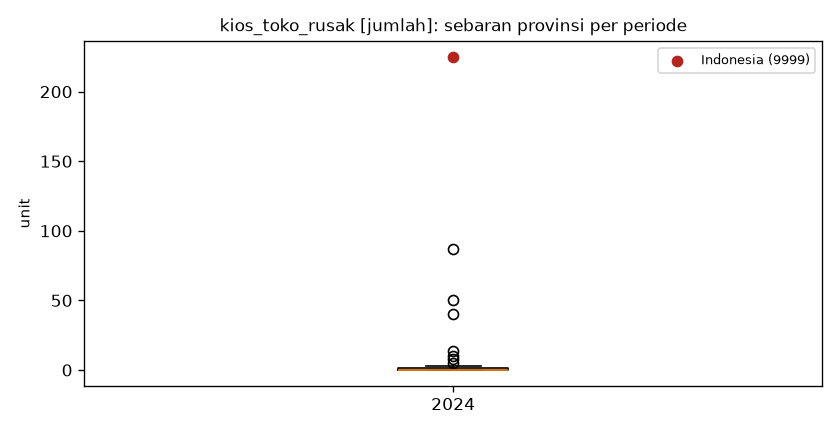 kios_toko_rusak [jumlah]: sebaran provinsi per periode
Indonesia (9999)
unit
200
150
100
50
0
2024